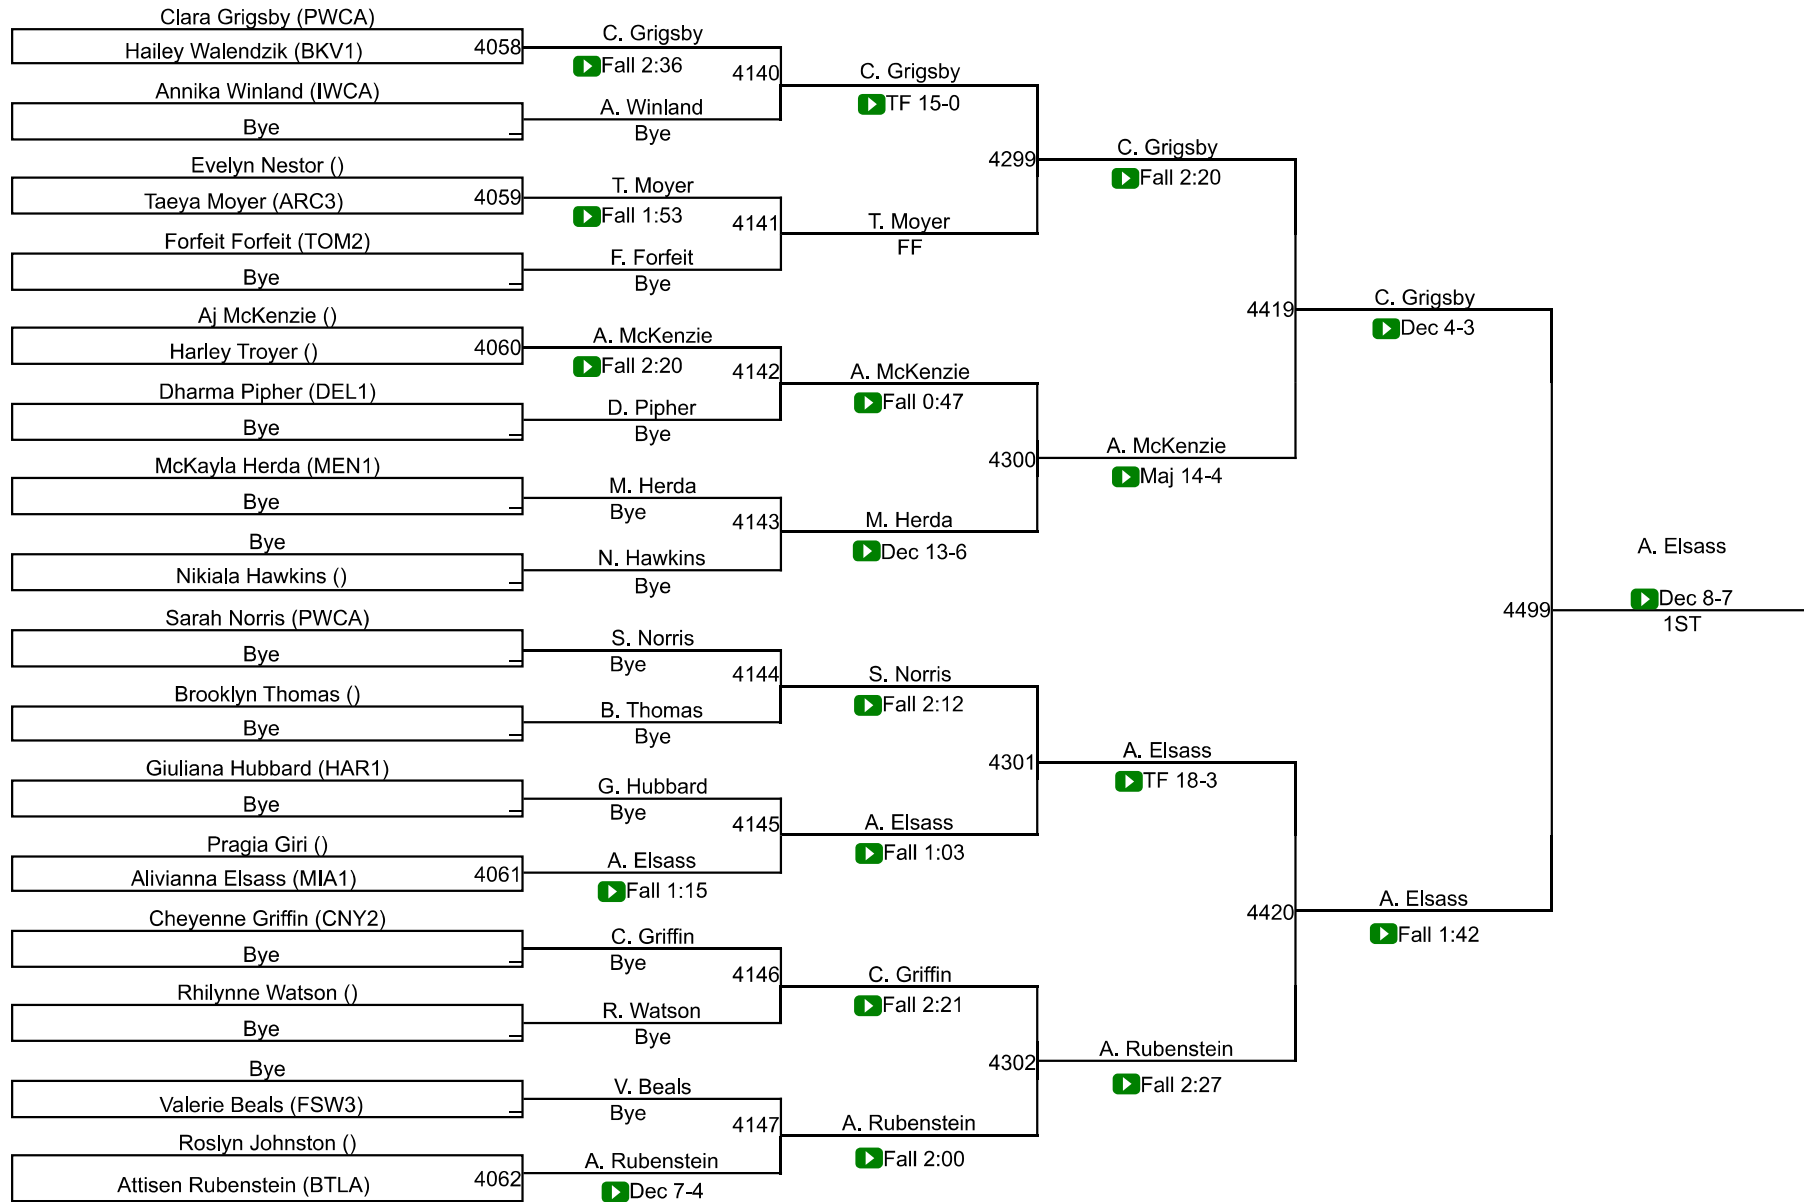 Clara Grigsby (PWCA)
Hailey Walendzik (BKV1)
4058
Annika Winland (IWCA)
Bye
Evelyn Nestor ()
Taeya Moyer (ARC3)
4059
Forfeit Forfeit (TOM2)
Bye
Aj McKenzie ()
Harley Troyer ()
4060
Dharma Pipher (DEL1)
Bye
McKayla Herda (MEN1)
Bye
Bye
Nikiala Hawkins ()
Sarah Norris (PWCA)
Bye
Brooklyn Thomas ()
Bye
Giuliana Hubbard (HAR1)
Bye
Pragia Giri ()
Alivianna Elsass (MIA1)
4061
Cheyenne Griffin (CNY2)
Bye
Rhilynne Watson ()
Bye
Bye
Valerie Beals (FSW3)
Roslyn Johnston ()
Attisen Rubenstein (BTLA)
4062
C. Grigsby
Fall 2:36
4140
A. Winland
Bye
T. Moyer
Fall 1:53
4141
F. Forfeit
Bye
A. McKenzie
Fall 2:20
4142
D. Pipher
Bye
M. Herda
Bye
4143
N. Hawkins
Bye
S. Norris
Bye
4144
B. Thomas
Bye
G. Hubbard
Bye
4145
A. Elsass
Fall 1:15
C. Griffin
Bye
4146
R. Watson
Bye
V. Beals
Bye
4147
A. Rubenstein
Dec 7-4
C. Grigsby
TF 15-0
4299
T. Moyer
FF
A. McKenzie
Fall 0:47
4300
M. Herda
Dec 13-6
S. Norris
Fall 2:12
4301
A. Elsass
Fall 1:03
C. Griffin
Fall 2:21
4302
A. Rubenstein
Fall 2:00
C. Grigsby
Fall 2:20
4419
A. McKenzie
Maj 14-4
A. Elsass
TF 18-3
4420
A. Rubenstein
Fall 2:27
C. Grigsby
Dec 4-3
4499
A. Elsass
Fall 1:42
A. Elsass
Dec 8-7
1ST